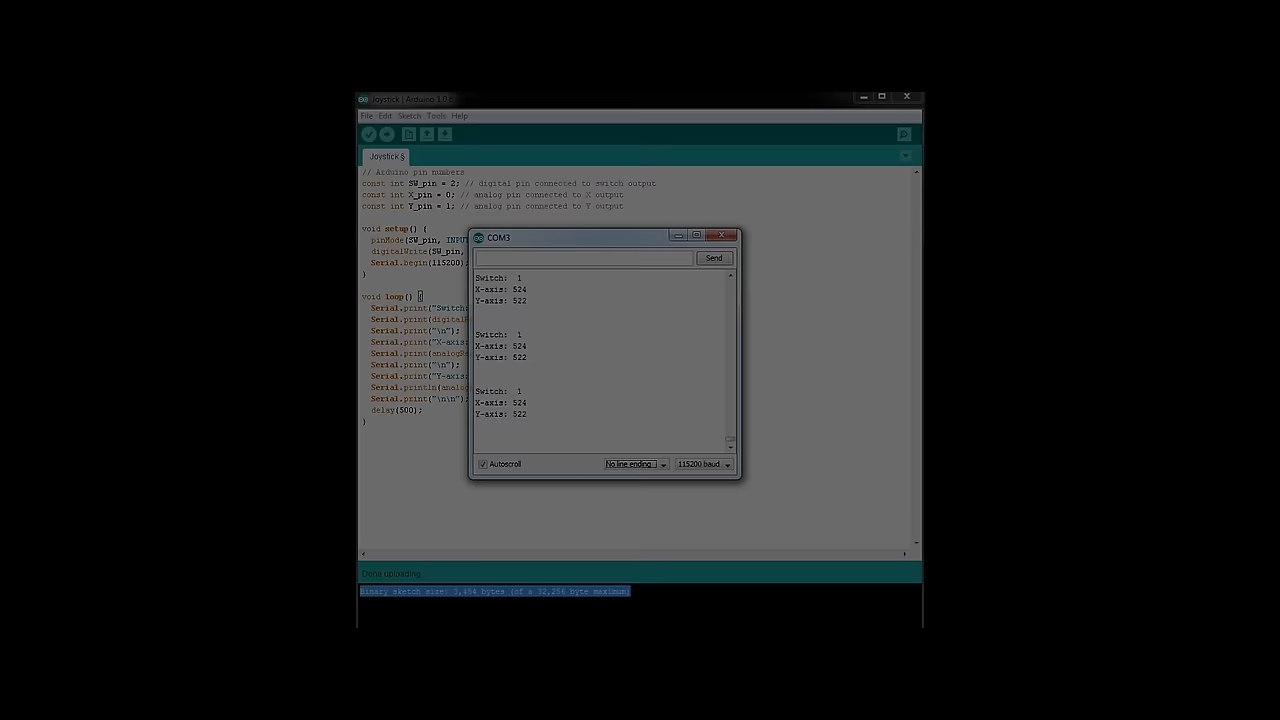 Joystick | Arduino 1.0.6
File Edit Sketch Tools Help
Joystick §
// Arduino pin numbers
const int SW_pin = 2; // digital pin connected to switch output
const int X_pin = 0; // analog pin connected to X output
const int Y_pin = 1; // analog pin connected to Y output
void setup() {
pinMode(SW_pin, INPUT
digitalWrite(SW_pin,
Serial.begin(115200);
}
void loop() {
Serial.print("Switch:
Serial.print(digitalR
Serial.print("\n");
Serial.print("X-axis:
Serial.print(analogRe
Serial.print("\n");
Serial.print("Y-axis:
Serial.println(analog
Serial.print("\n\n");
delay(500);
}
COM3
Send
Switch: 1
X-axis: 524
Y-axis: 522
Switch: 1
X-axis: 524
Y-axis: 522
Switch: 1
X-axis: 524
Y-axis: 522
Autoscroll
No line ending
115200 baud
Done uploading.
Binary sketch size: 3,454 bytes (of a 32,256 byte maximum)